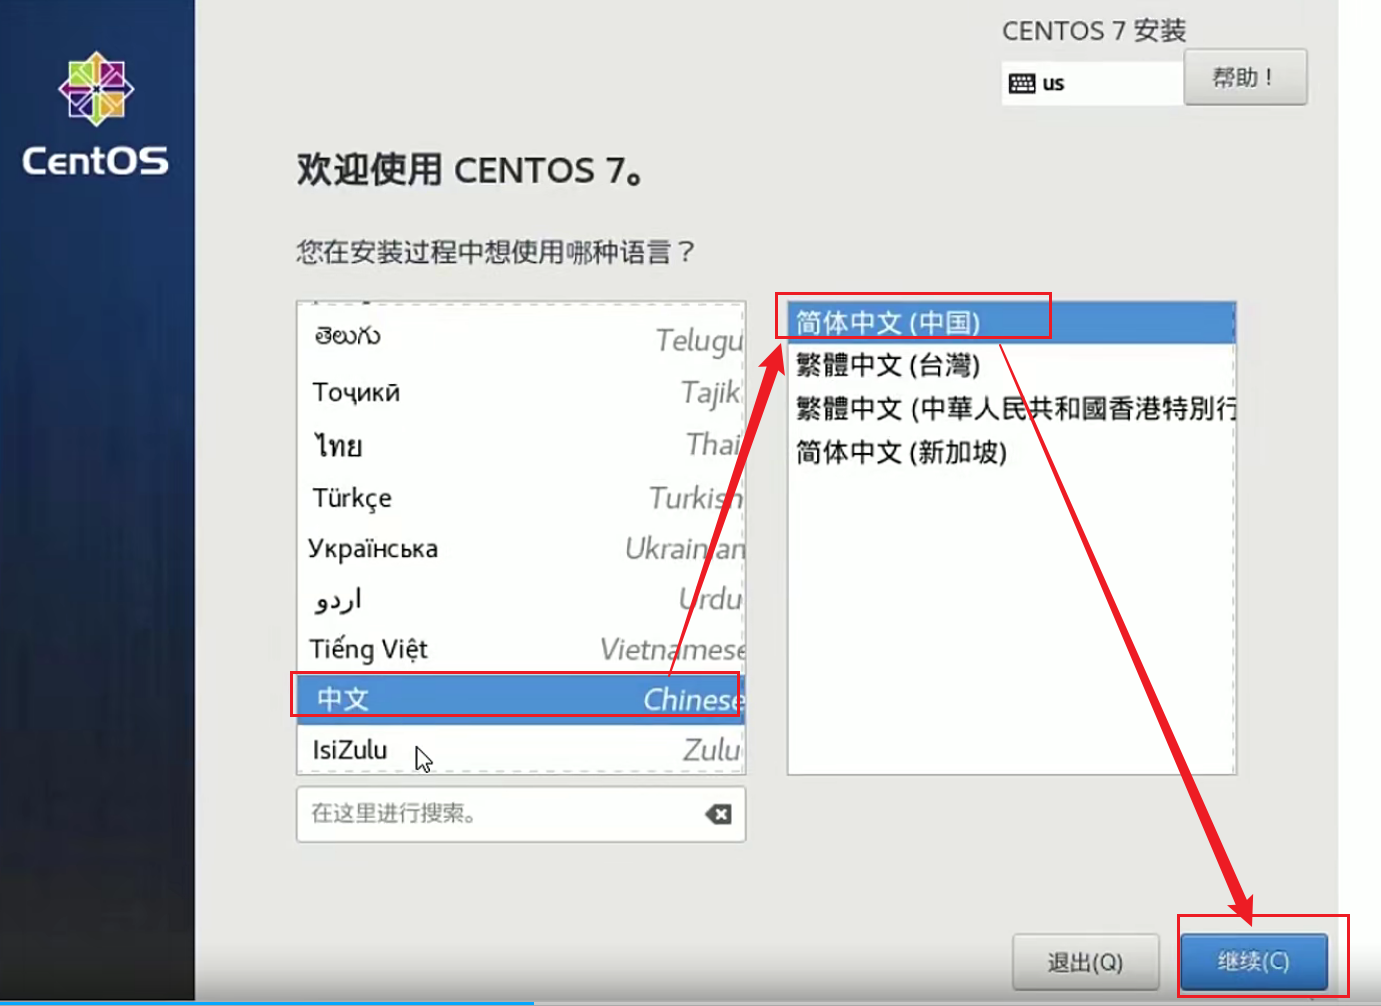 CENTOS 7 安装
us
帮助！
CentOS
欢迎使用 CENTOS 7。
您在安装过程中想使用哪种语言？
తెలుగు Telugu
Тоҷикӣ Tajik
ไทย Thai
Türkçe Turkish
Українська Ukrainian
اردو Urdu
Tiếng Việt Vietnamese
中文 Chinese
IsiZulu Zulu
在这里进行搜索。
简体中文 (中国)
繁體中文 (台灣)
繁體中文 (中華人民共和國香港特別行
简体中文 (新加坡)
退出(Q)
继续(C)